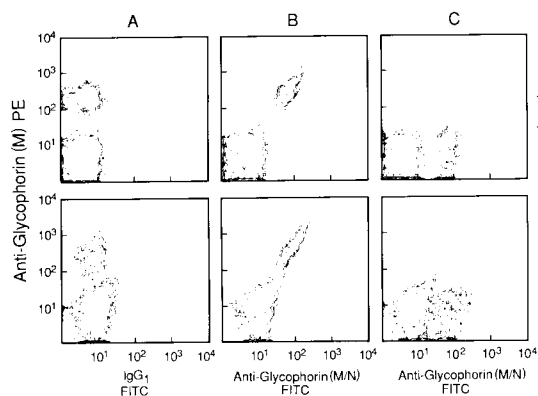 A B C
Anti-Glycophorin (M) PE
10⁴
10³
10²
10¹
10⁴
10³
10²
10¹
10¹ 10² 10³ 10⁴
10¹ 10² 10³ 10⁴
10¹ 10² 10³ 10⁴
IgG₁
FITC
Anti-Glycophorin (M/N)
FITC
Anti-Glycophorin (M/N)
FITC